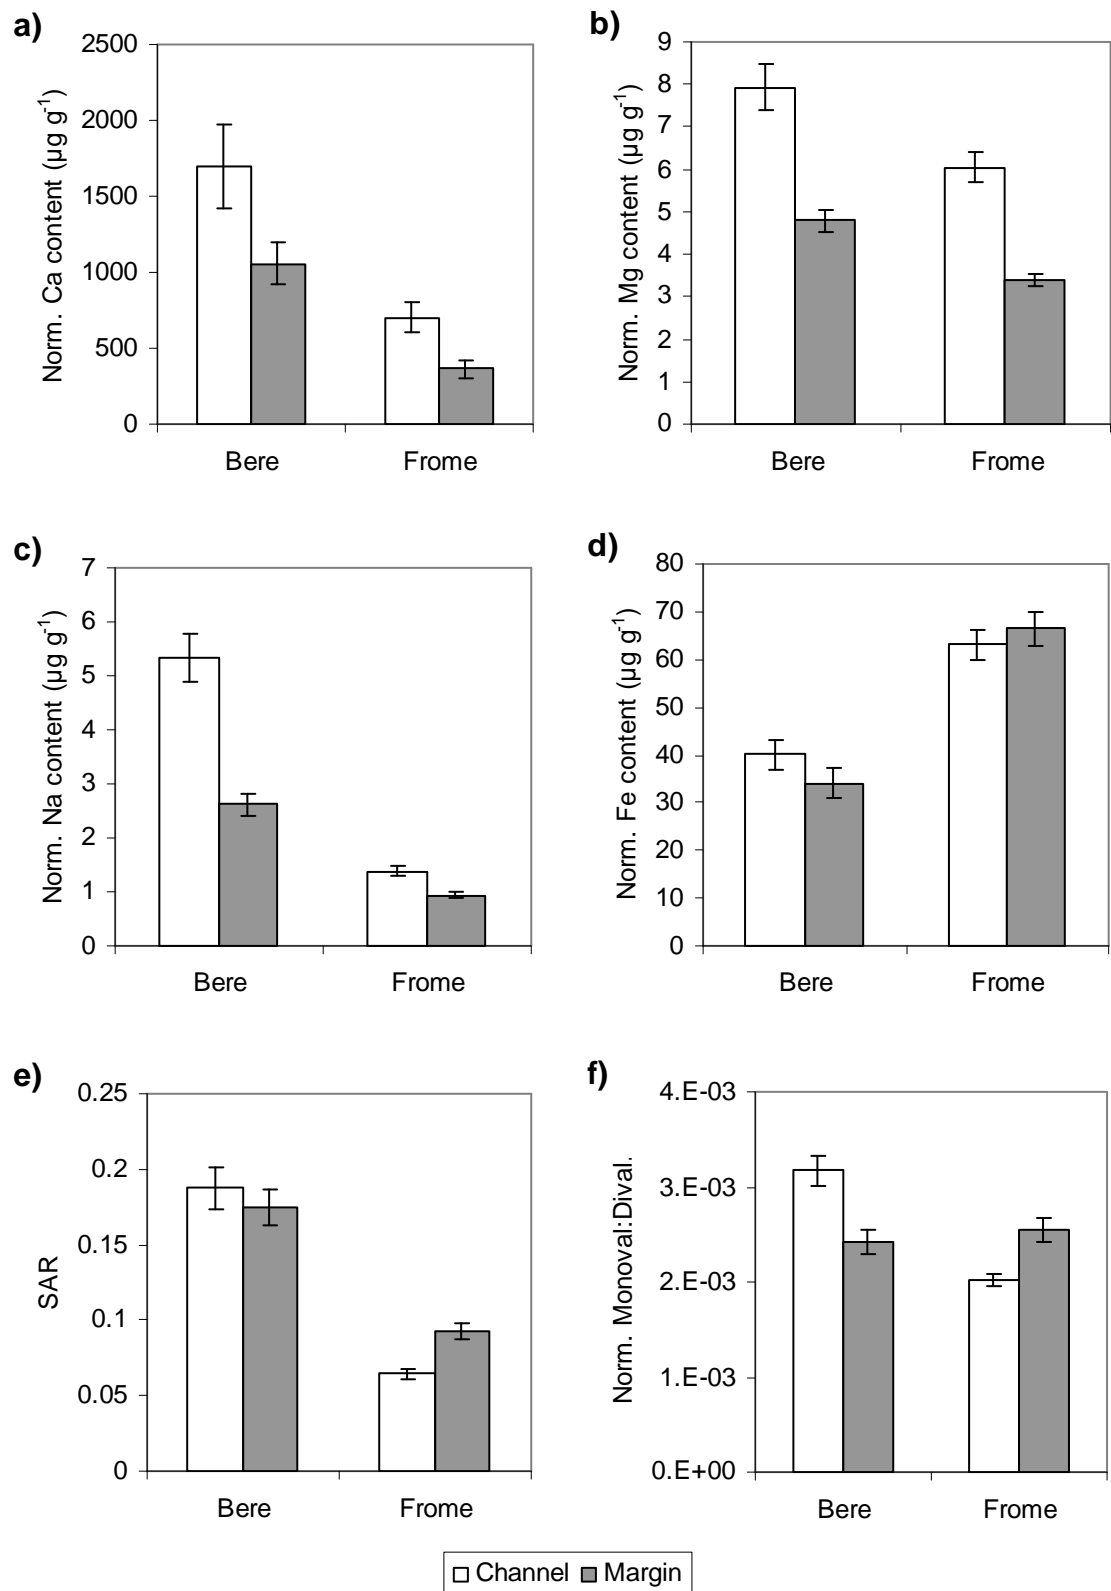 a)
Norm. Ca content (µg g-1)
2500
2000
1500
1000
500
0
Bere Frome
b)
Norm. Mg content (µg g-1)
9
8
7
6
5
4
3
2
1
0
Bere Frome
c)
Norm. Na content (µg g-1)
7
6
5
4
3
2
1
0
Bere Frome
d)
Norm. Fe content (µg g-1)
80
70
60
50
40
30
20
10
0
Bere Frome
e)
SAR
0.25
0.2
0.15
0.1
0.05
0
Bere Frome
f)
Norm. Monoval:Dival.
4.E-03
3.E-03
2.E-03
1.E-03
0.E+00
Bere Frome
Channel Margin